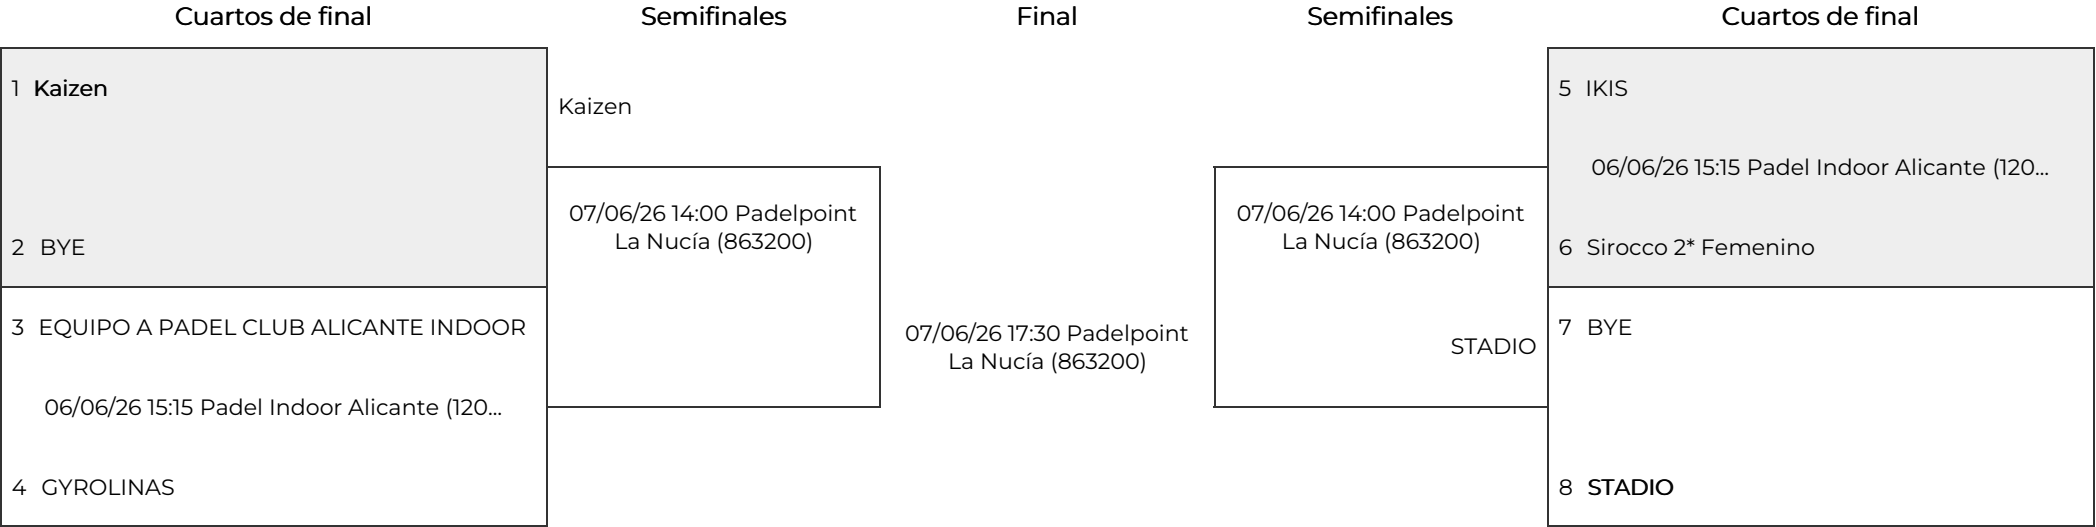 Cuartos de final
Semifinales
Final
Semifinales
Cuartos de final
1 Kaizen
2 BYE
3 EQUIPO A PADEL CLUB ALICANTE INDOOR
06/06/26 15:15 Padel Indoor Alicante (120...
4 GYROLINAS
Kaizen
07/06/26 14:00 Padelpoint
La Nucía (863200)
07/06/26 17:30 Padelpoint
La Nucía (863200)
07/06/26 14:00 Padelpoint
La Nucía (863200)
STADIO
5 IKIS
06/06/26 15:15 Padel Indoor Alicante (120...
6 Sirocco 2* Femenino
7 BYE
8 STADIO